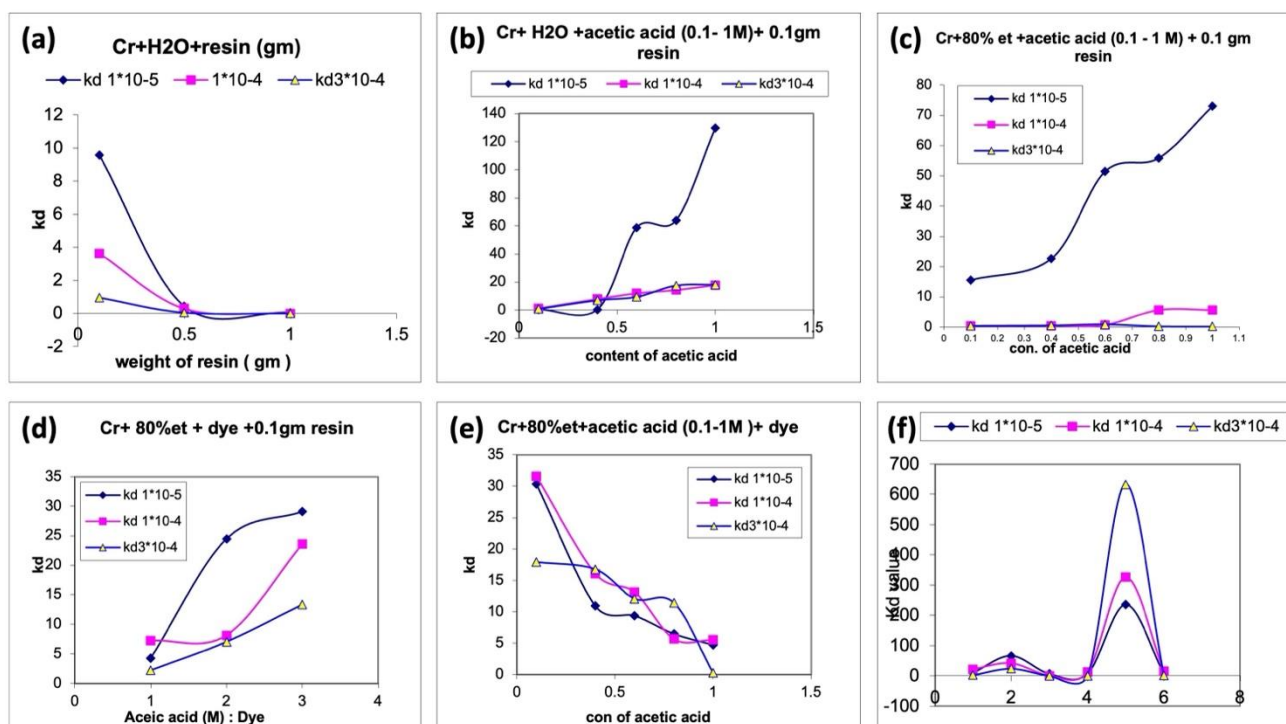 (a)
Cr+H2O+resin (gm)
kd 1*10-5 1*10-4 kd3*10-4
12
10
8
6
4
2
0
-2
kd
0 0.5 1 1.5
weight of resin ( gm )
(b)
Cr+ H2O +acetic acid (0.1- 1M)+ 0.1gm
resin
kd 1*10-5 kd 1*10-4 kd3*10-4
140
120
100
80
60
40
20
0
-20
kd
0 0.5 1 1.5
content of acetic acid
(c)
Cr+80% et +acetic acid (0.1 - 1 M) + 0.1 gm
resin
kd 1*10-5
kd 1*10-4
kd3*10-4
80
70
60
50
40
30
20
10
0
kd
0 0.1 0.2 0.3 0.4 0.5 0.6 0.7 0.8 0.9 1 1.1
con. of acetic acid
(d)
Cr+ 80%et + dye +0.1gm resin
kd 1*10-5
kd 1*10-4
kd3*10-4
35
30
25
20
15
10
5
0
kd
0 1 2 3 4
Aceic acid (M) : Dye
(e)
Cr+80%et+acetic acid (0.1-1M )+ dye
kd 1*10-5
kd 1*10-4
kd3*10-4
35
30
25
20
15
10
5
0
kd
0 0.5 1 1.5
con of acetic acid
(f)
kd 1*10-5 kd 1*10-4 kd3*10-4
700
600
500
400
300
200
100
0
-100
Kd value
0 2 4 6 8